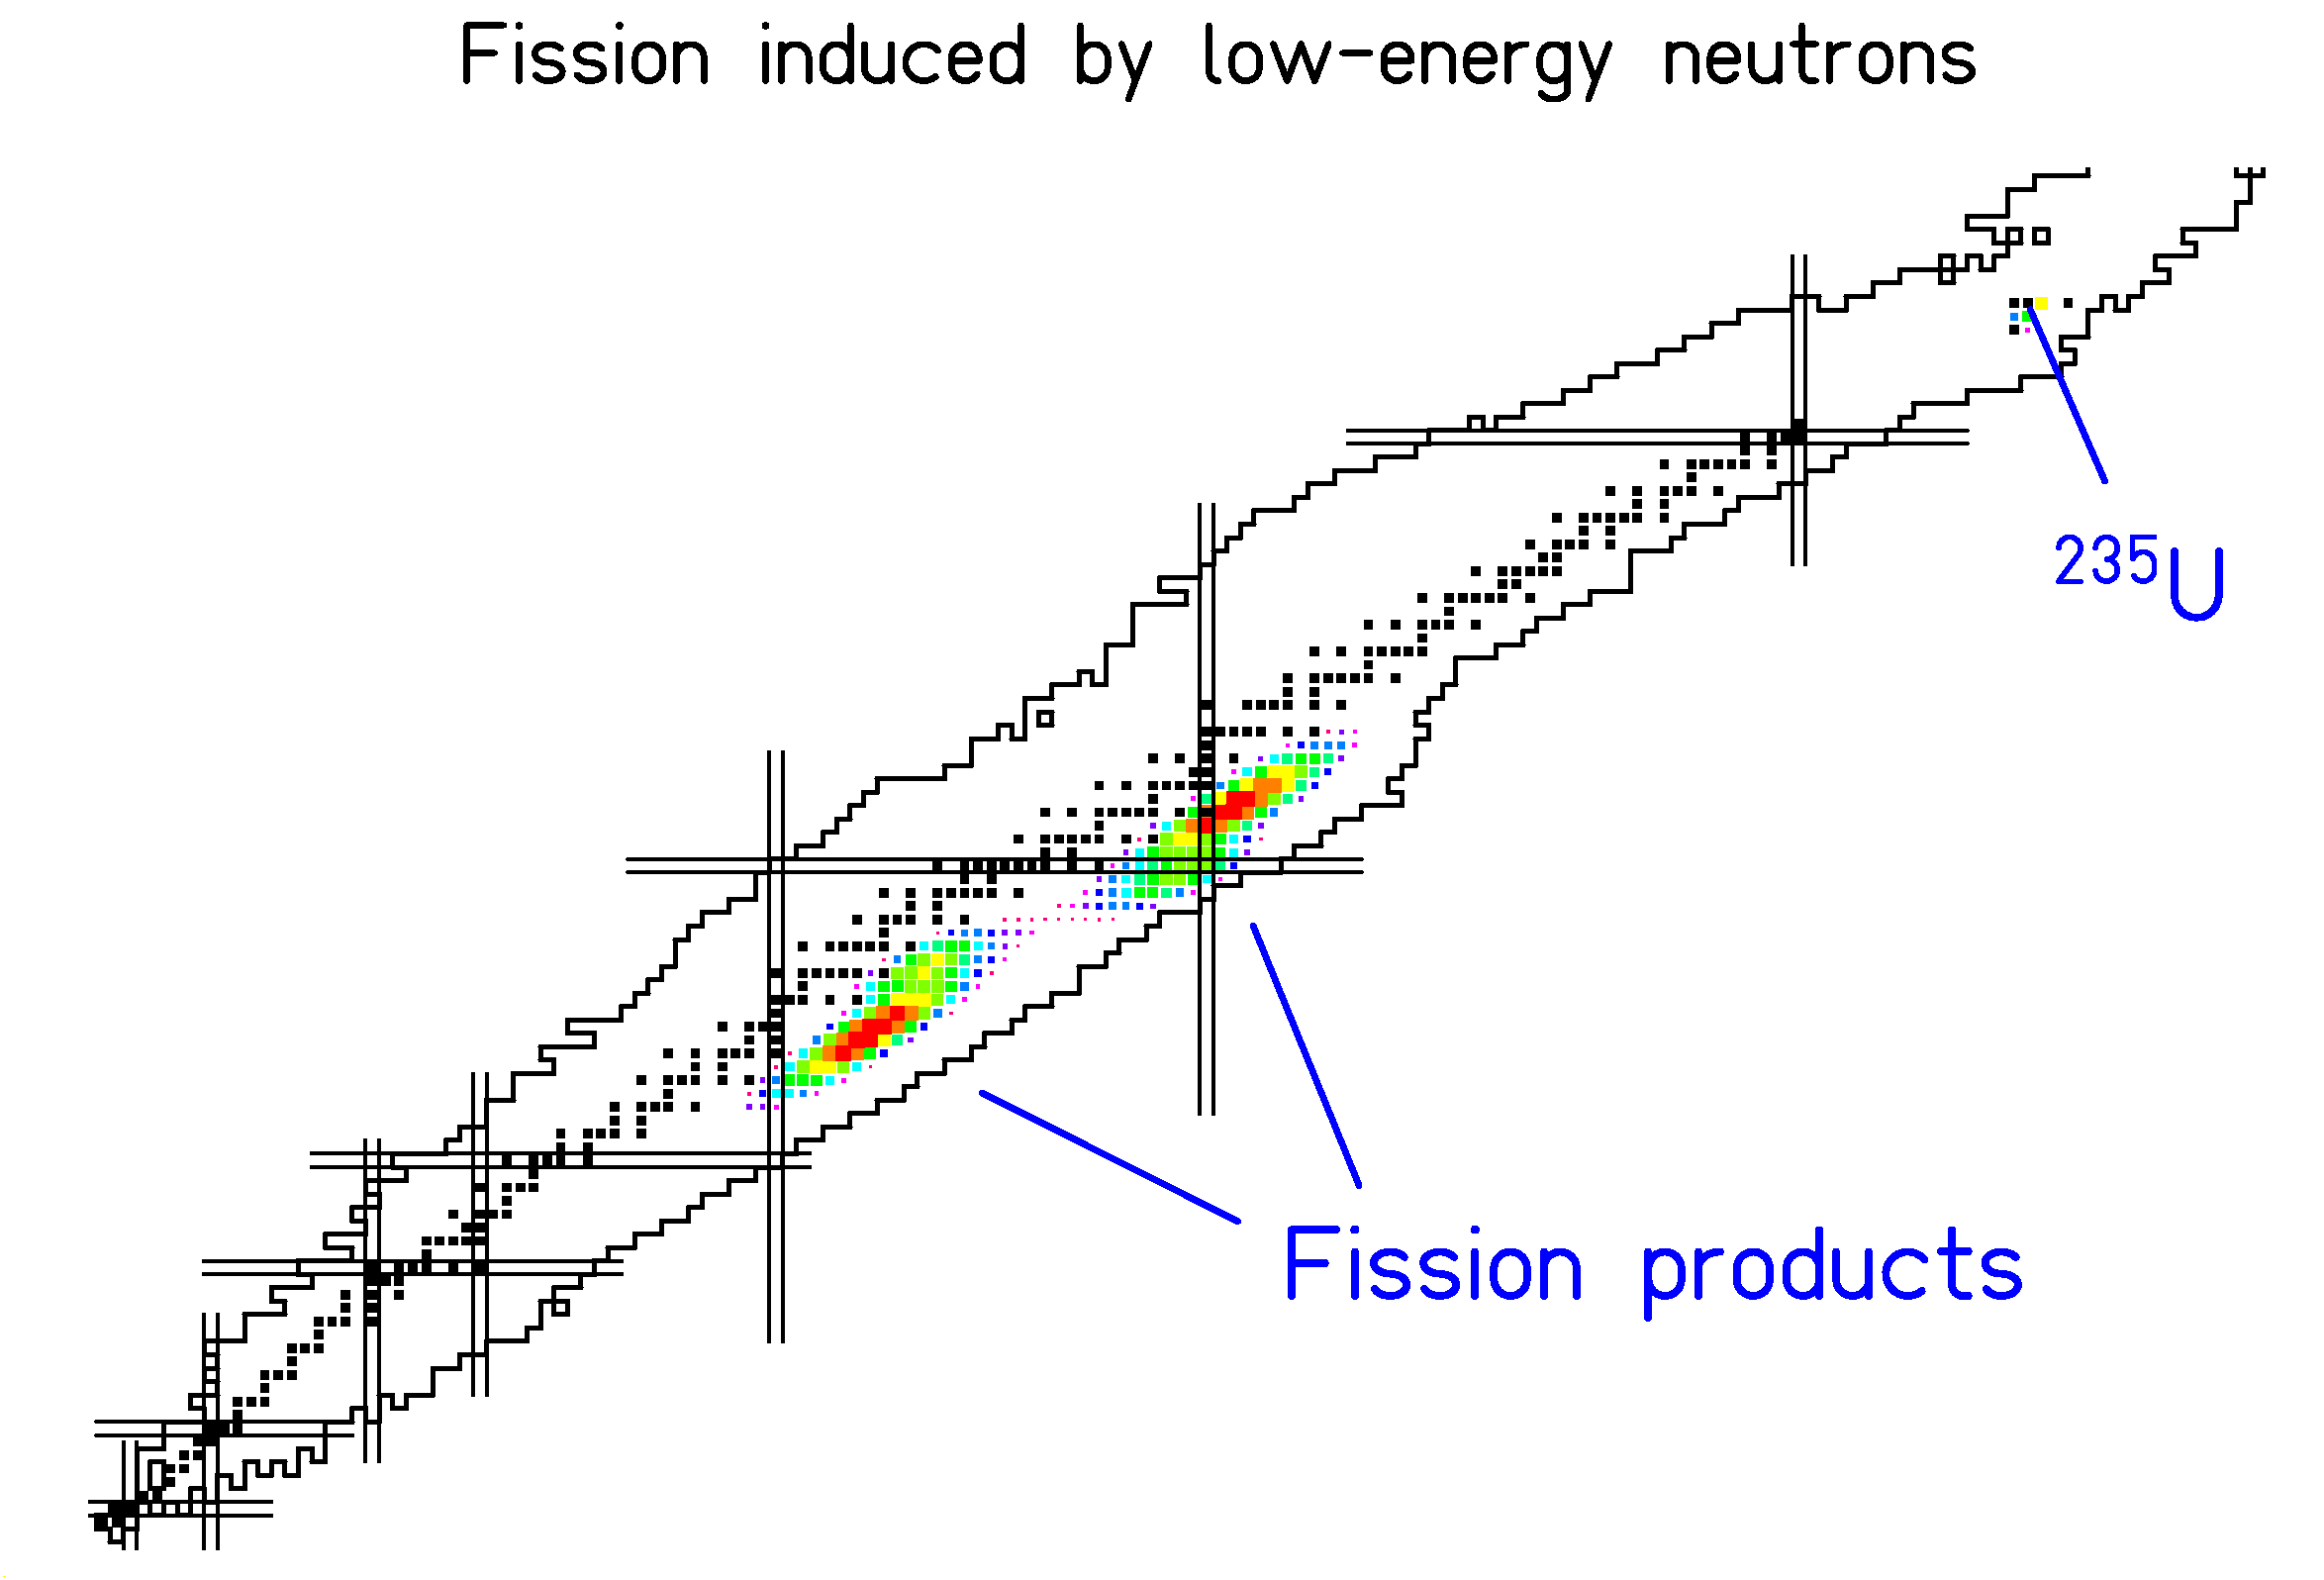 Fission induced by low-energy neutrons
235U
Fission products